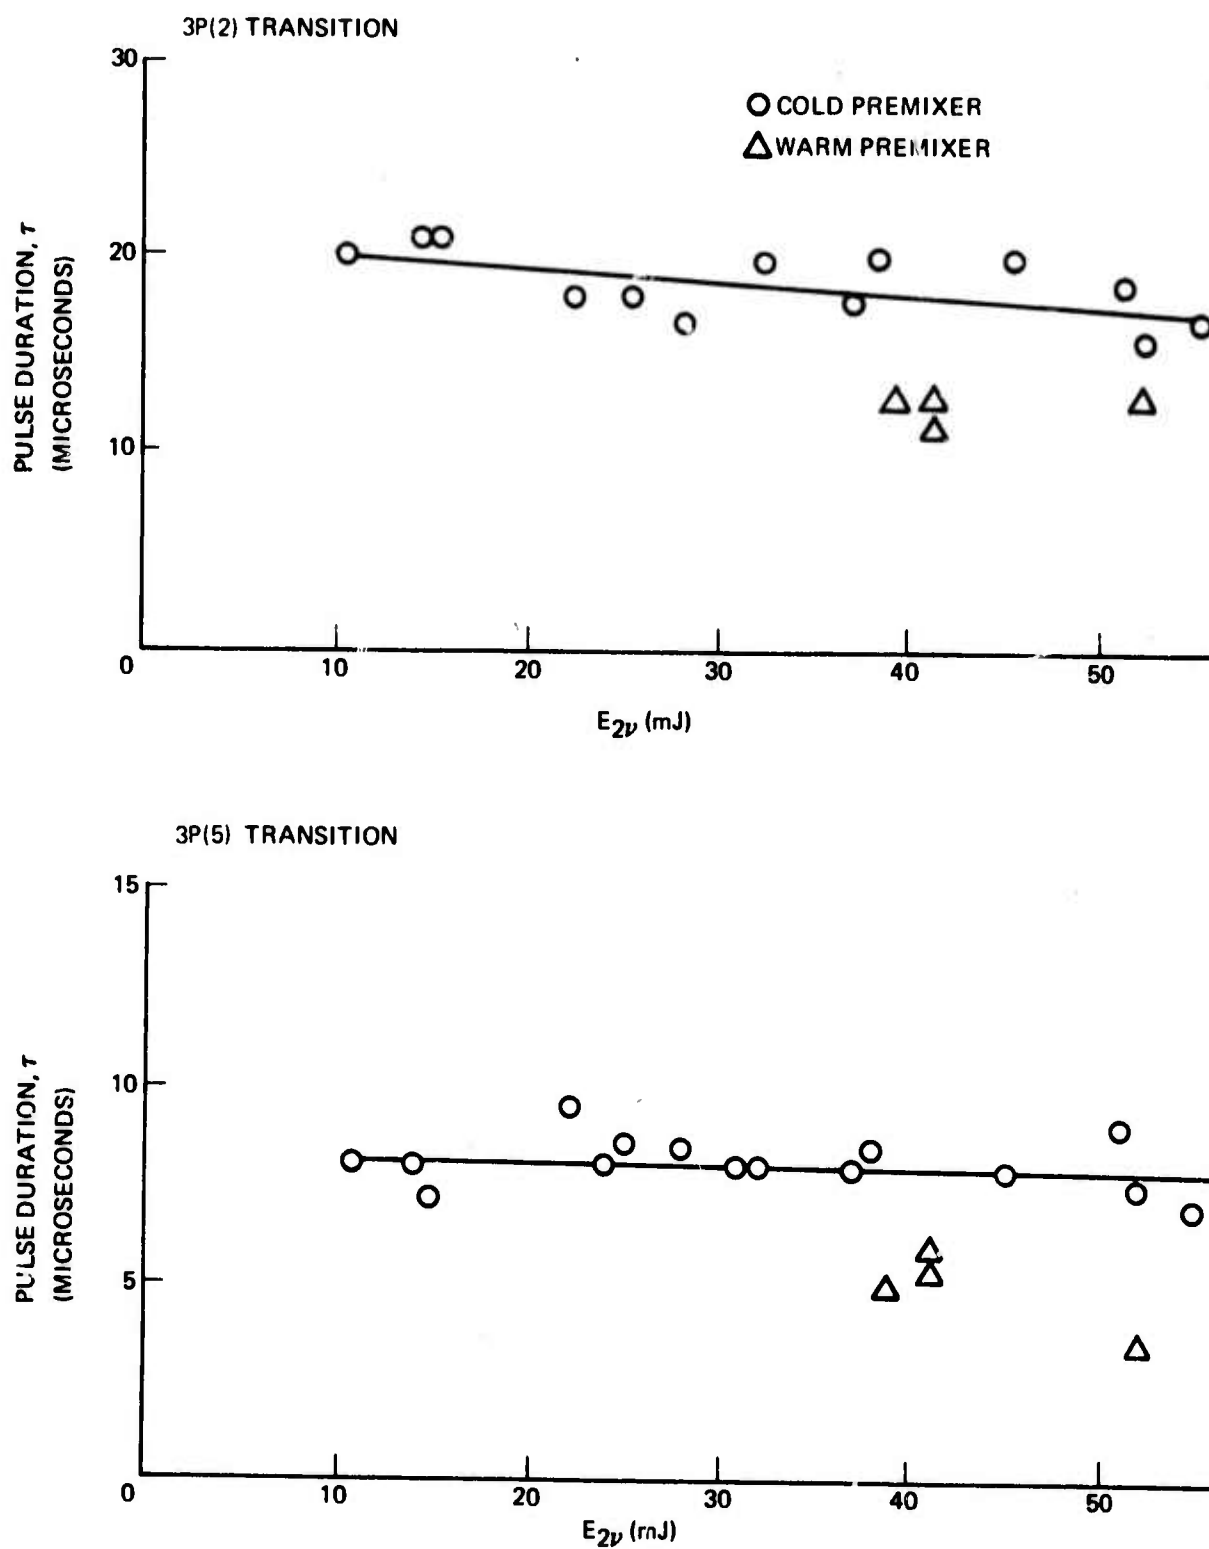 3P(2) TRANSITION
30
COLD PREMIXER
WARM PREMIXER
20
PULSE DURATION, τ
(MICROSECONDS)
10
0
10
20
30
40
50
E2ν (mJ)
3P(5) TRANSITION
15
10
PULSE DURATION, τ
(MICROSECONDS)
5
0
10
20
30
40
50
E2ν (mJ)